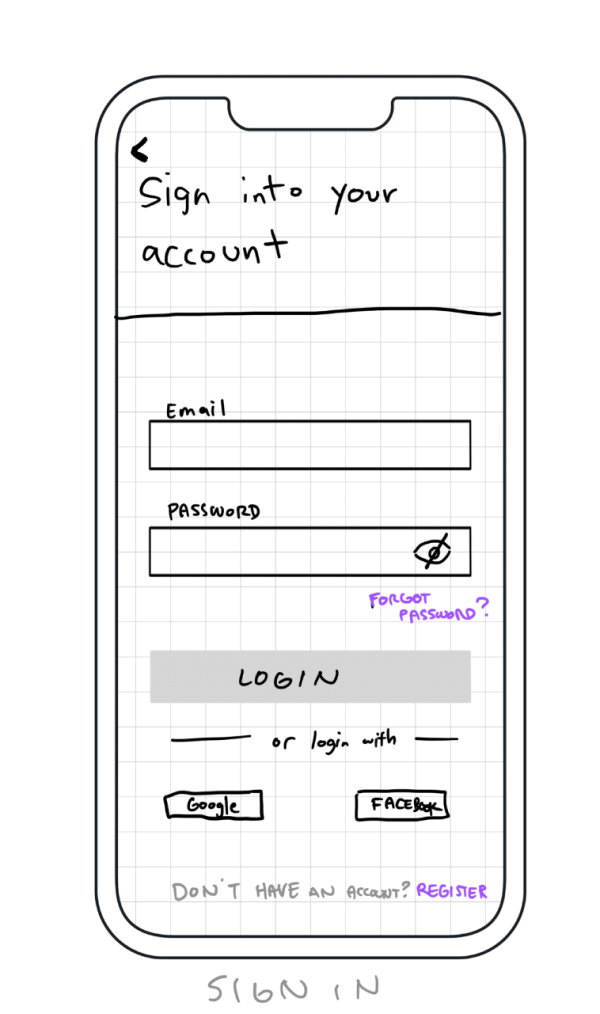 <
Sign into your
account
Email
PASSWORD
FORGOT
PASSWORD?
LOGIN
or login with
Google
FACEBOOK
DON'T HAVE AN ACCOUNT? REGISTER
SIGN IN